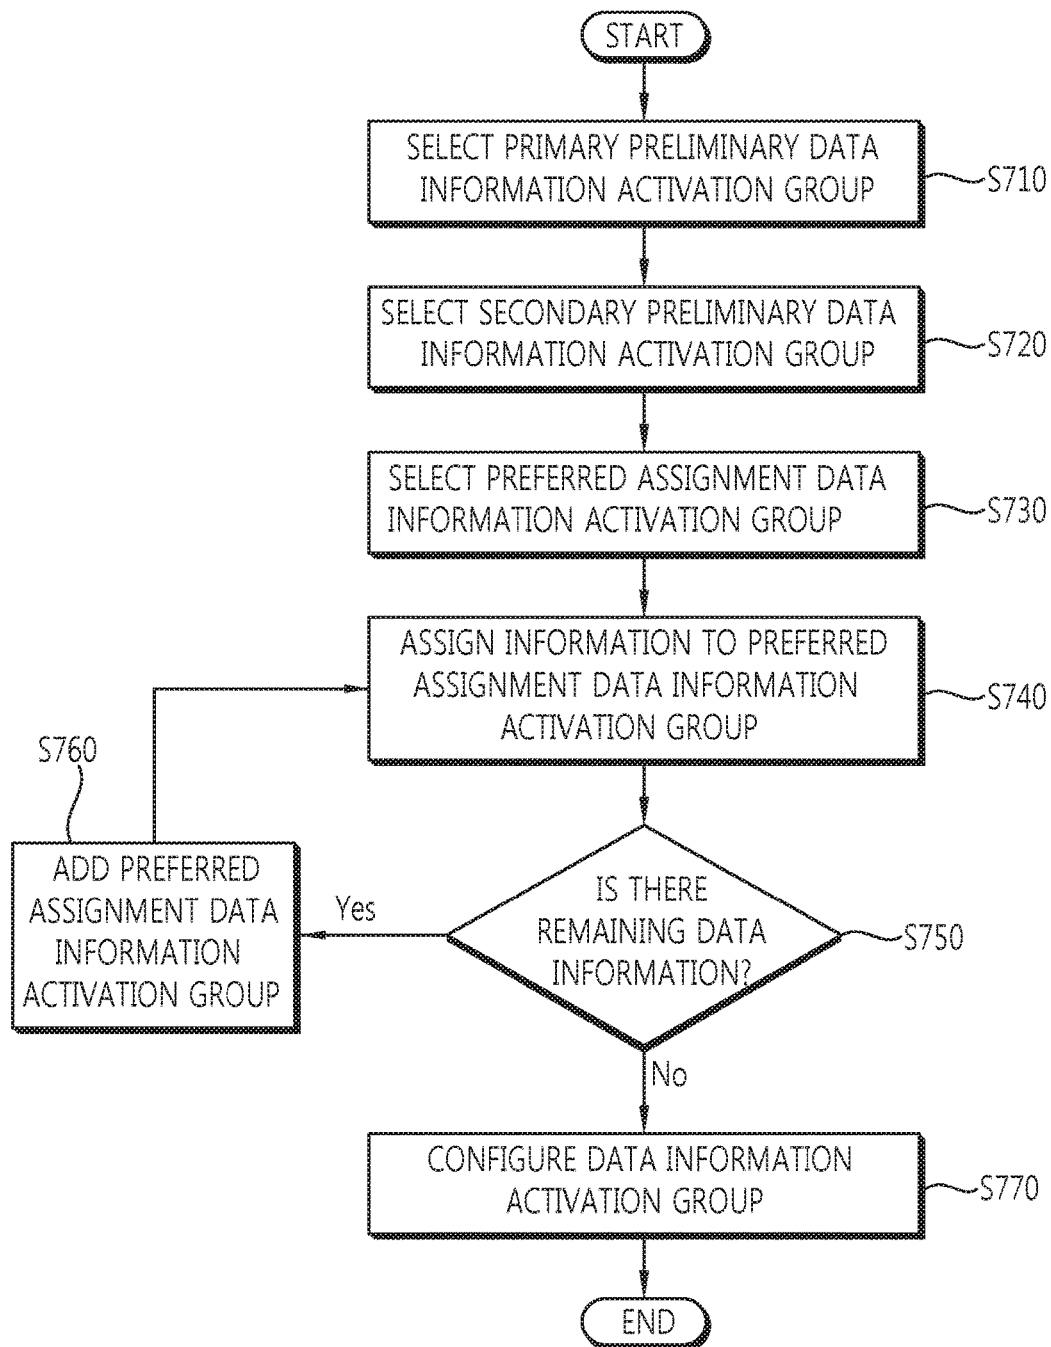 START
SELECT PRIMARY PRELIMINARY DATA
INFORMATION ACTIVATION GROUP
S710
SELECT SECONDARY PRELIMINARY DATA
INFORMATION ACTIVATION GROUP
S720
SELECT PREFERRED ASSIGNMENT DATA
INFORMATION ACTIVATION GROUP
S730
ASSIGN INFORMATION TO PREFERRED
ASSIGNMENT DATA INFORMATION
ACTIVATION GROUP
S740
S760
ADD PREFERRED
ASSIGNMENT DATA
INFORMATION
ACTIVATION GROUP
Yes
IS THERE
REMAINING DATA
INFORMATION?
S750
No
CONFIGURE DATA INFORMATION
ACTIVATION GROUP
S770
END